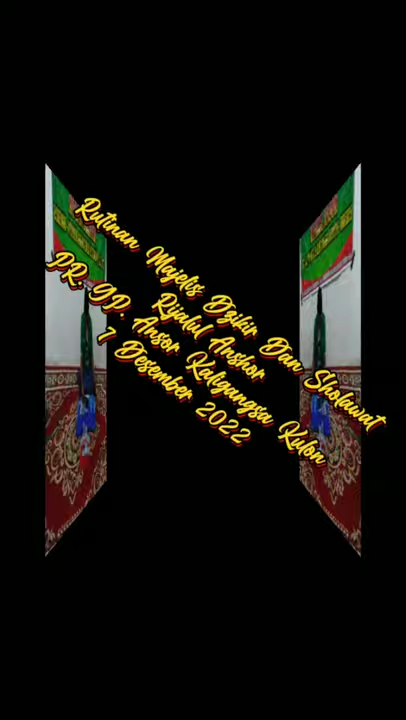 Rutinan Majelis Dzikir Dan Sholawat
Rijalul Anshor
PR. GP. Ansor Kaligangsa Kulon
7 Desember 2022